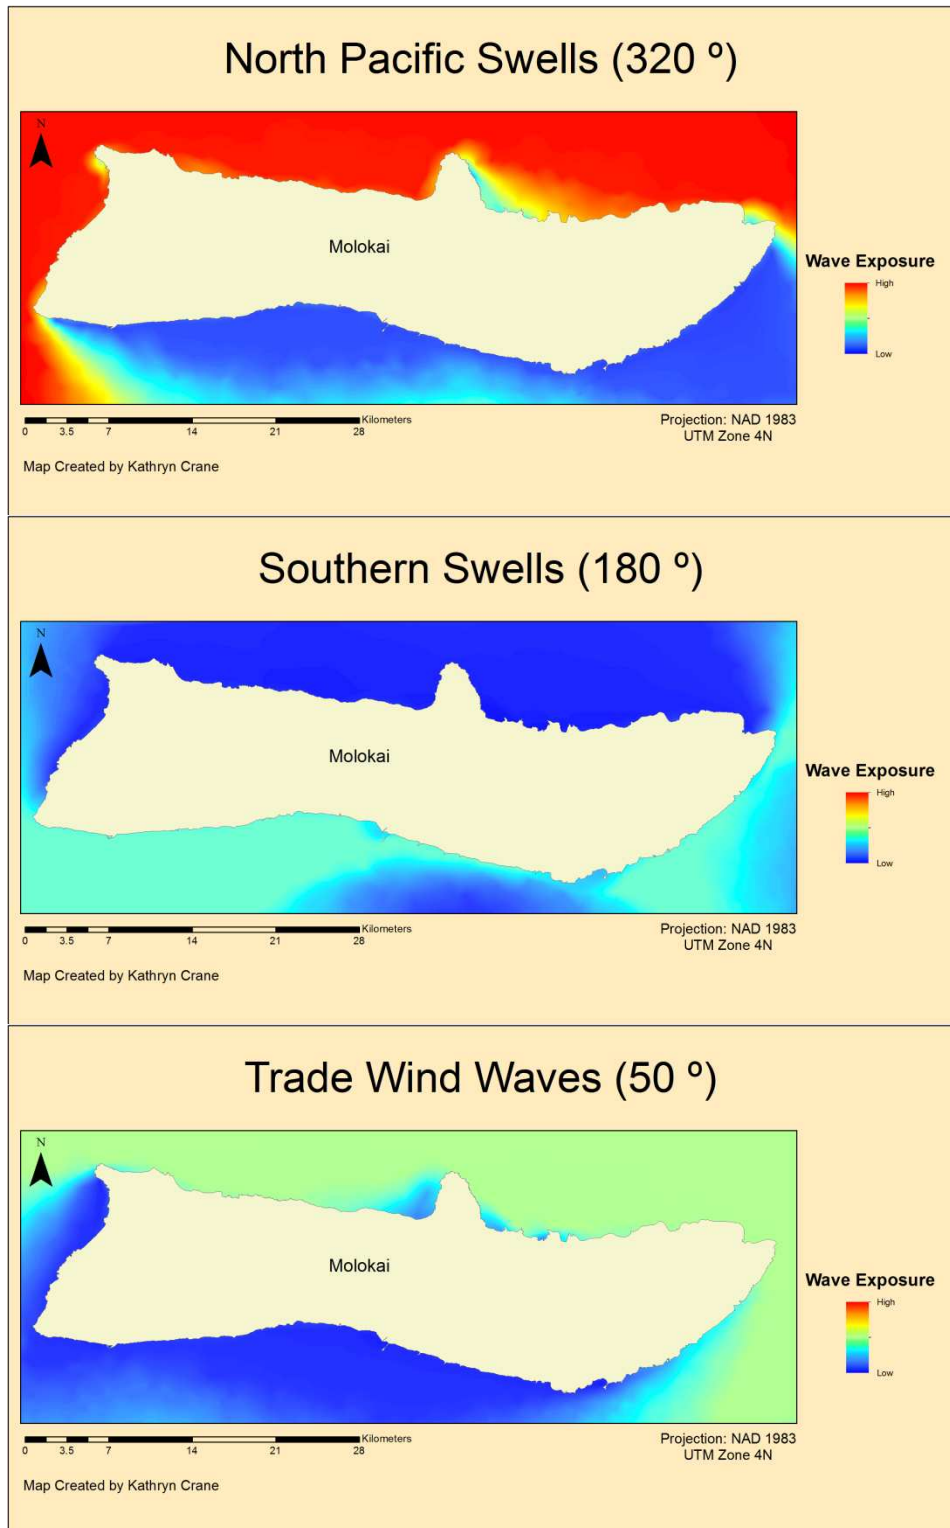 North Pacific Swells (320 º)
N
Molokai
Wave Exposure
High
Low
Kilometers
0 3.5 7 14 21 28
Projection: NAD 1983
UTM Zone 4N
Map Created by Kathryn Crane
Southern Swells (180 º)
N
Molokai
Wave Exposure
High
Low
Kilometers
0 3.5 7 14 21 28
Projection: NAD 1983
UTM Zone 4N
Map Created by Kathryn Crane
Trade Wind Waves (50 º)
N
Molokai
Wave Exposure
High
Low
Kilometers
0 3.5 7 14 21 28
Projection: NAD 1983
UTM Zone 4N
Map Created by Kathryn Crane